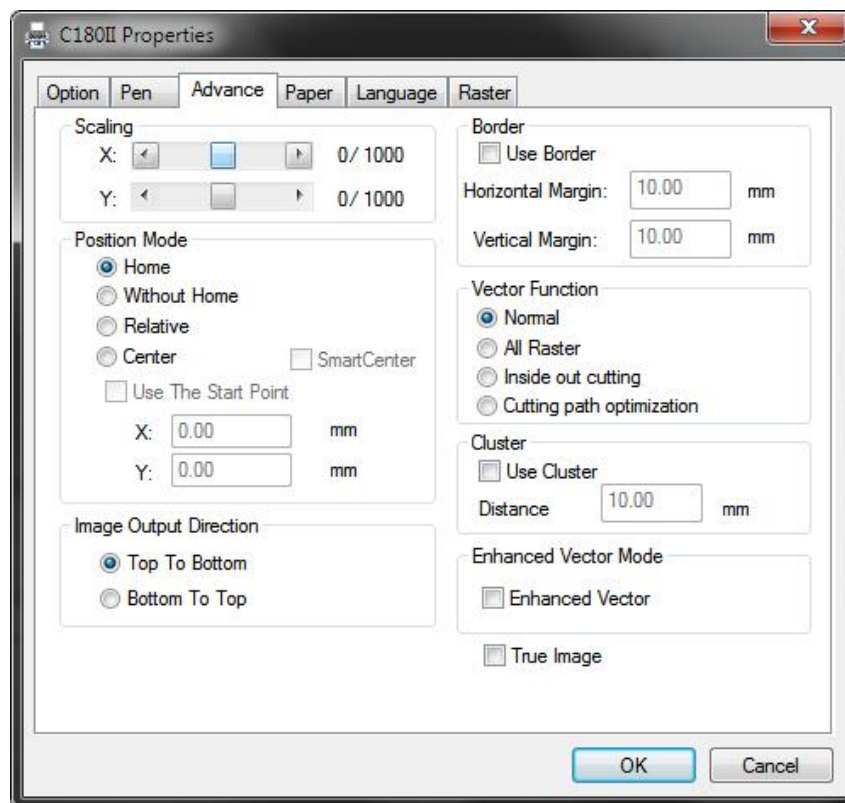 C180II Properties
Option Pen Advance Paper Language Raster
Scaling
X: 0/ 1000
Y: 0/ 1000
Position Mode
Home
Without Home
Relative
Center SmartCenter
Use The Start Point
X: 0.00 mm
Y: 0.00 mm
Image Output Direction
Top To Bottom
Bottom To Top
Border
Use Border
Horizontal Margin: 10.00 mm
Vertical Margin: 10.00 mm
Vector Function
Normal
All Raster
Inside out cutting
Cutting path optimization
Cluster
Use Cluster
Distance 10.00 mm
Enhanced Vector Mode
Enhanced Vector
True Image
OK Cancel